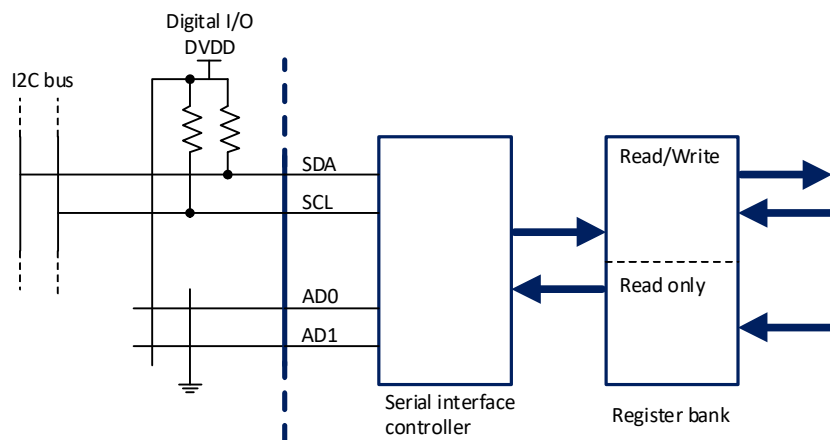 Digital I/O
DVDD
I2C bus
SDA
SCL
AD0
AD1
Read/Write
Read only
Serial interface
controller
Register bank